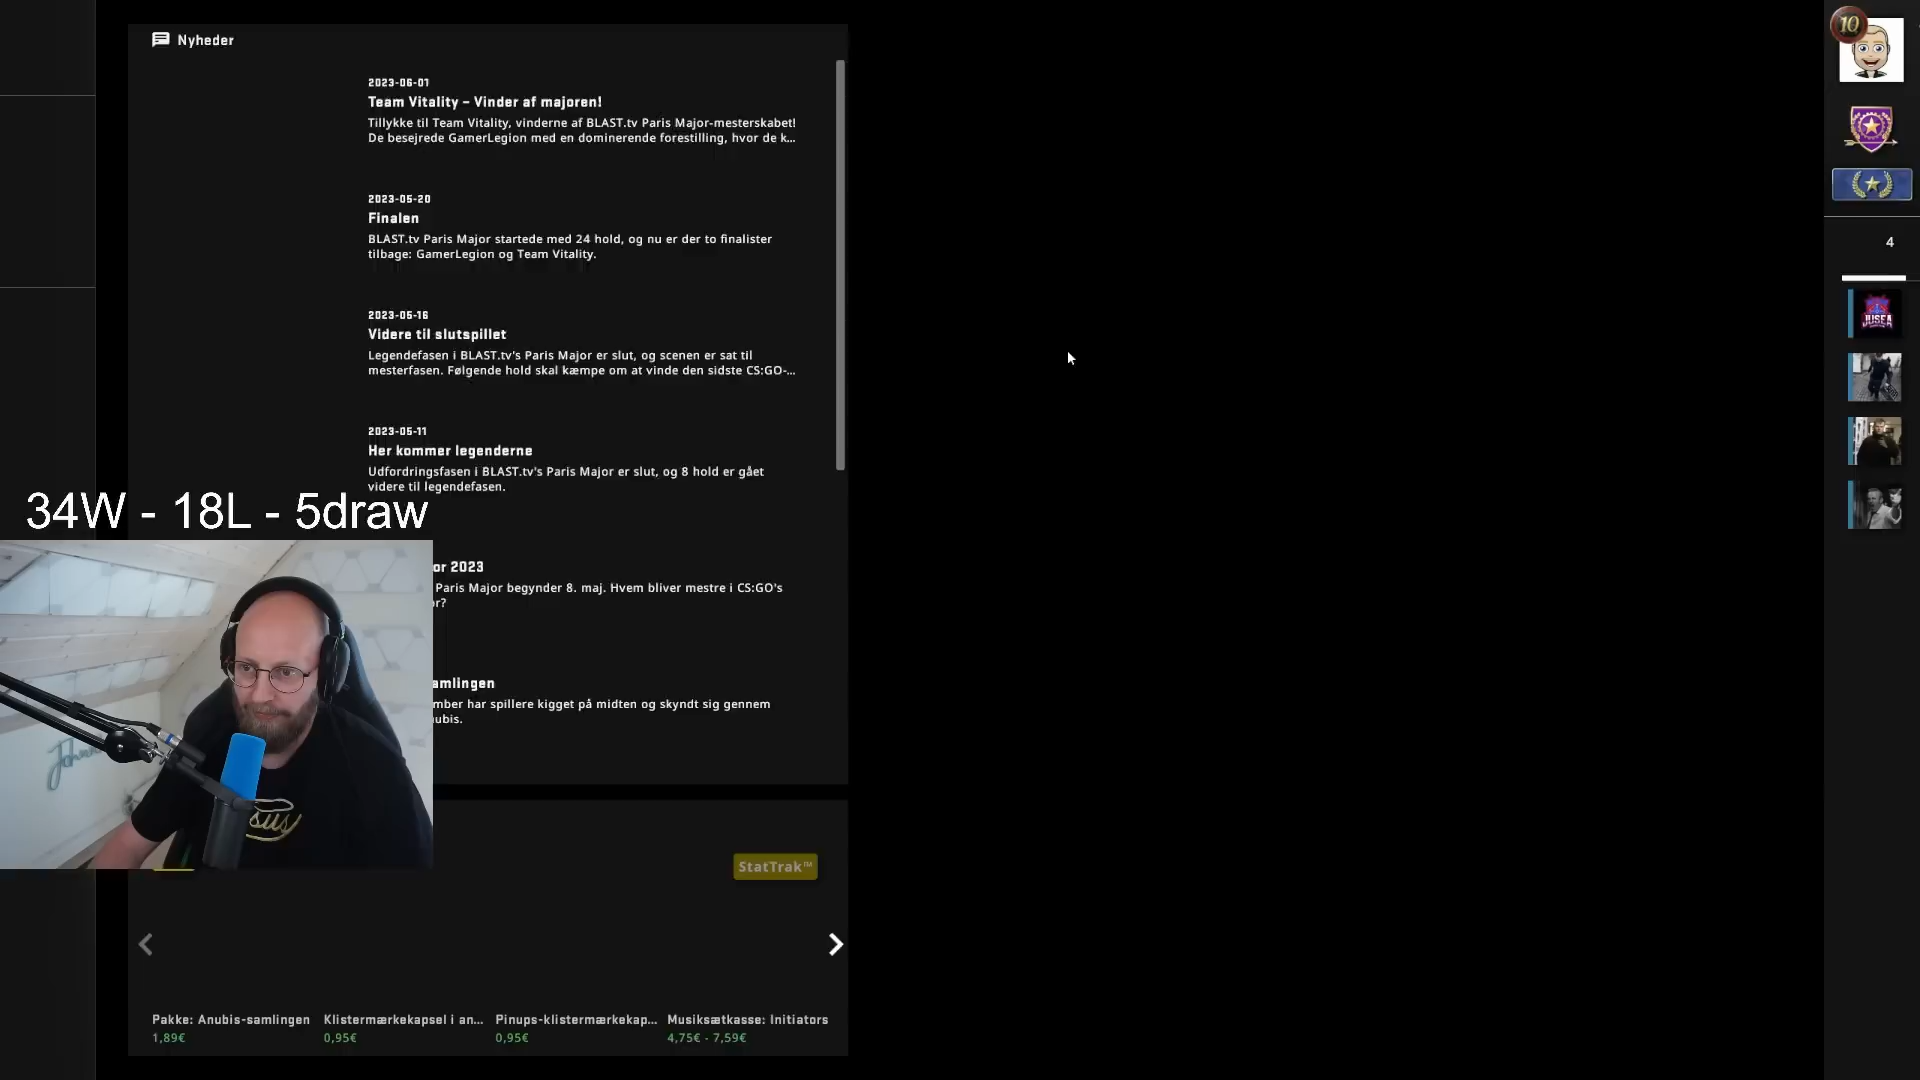 Nyheder
2023-06-01
Team Vitality – Vinder af majoren!
Tillykke til Team Vitality, vinderne af BLAST.tv Paris Major-mesterskabet!
De besejrede GamerLegion med en dominerende forestilling, hvor de k...
2023-05-20
Finalen
BLAST.tv Paris Major startede med 24 hold, og nu er der to finalister
tilbage: GamerLegion og Team Vitality.
2023-05-16
Videre til slutspillet
Legendefasen i BLAST.tv's Paris Major er slut, og scenen er sat til
mesterfasen. Følgende hold skal kæmpe om at vinde den sidste CS:GO-...
2023-05-11
Her kommer legenderne
Udfordringsfasen i BLAST.tv's Paris Major er slut, og 8 hold er gået
videre til legendefasen.
34W - 18L - 5draw
or 2023
Paris Major begynder 8. maj. Hvem bliver mestre i CS:GO's
r?
amlingen
mber har spillere kigget på midten og skyndt sig gennem
ubis.
StatTrak™
Pakke: Anubis-samlingen
1,89€
Klistermærkekapsel i an...
0,95€
Pinups-klistermærkekap...
0,95€
Musiksætkasse: Initiators
4,75€ - 7,59€
10
4
JUSEA